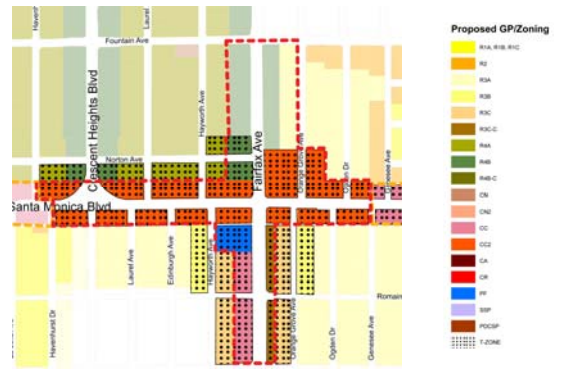 Havenh
Laurel
Fountain Ave
Crescent Heights Blvd
Hayworth Ave
Fairfax Ave
Norton Ave
Orange Grove Ave
Ogden Dr
Genesee Ave
Santa Monica Blvd
Havenhurst Dr
Laurel Ave
Edinburgh Ave
Hayworth Ave
Orange Grove Ave
Ogden Dr
Genesee Ave
Romain
Proposed GP/Zoning
R1A, R1B, R1C
R2
R3A
R3B
R3C
R3C-C
R4A
R4B
R4B-C
CN
CN2
CC
CC2
CA
CR
PF
SSP
PDCSP
T-ZONE